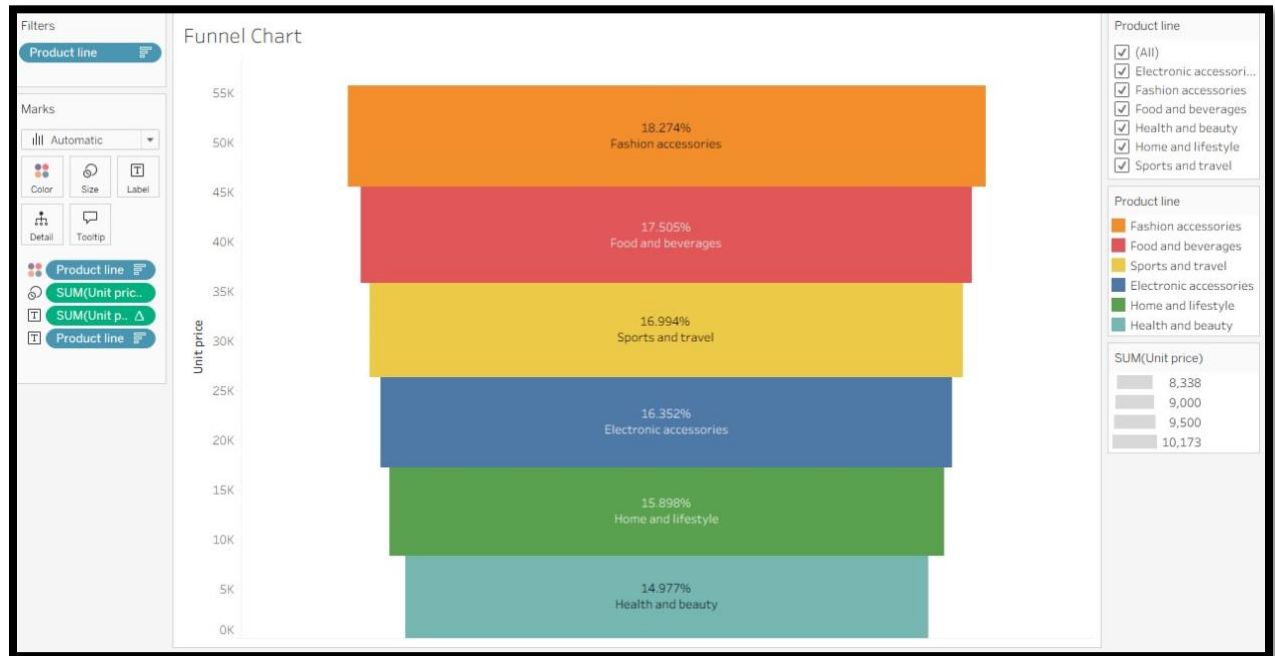 Filters
Product line
Marks
Automatic
Color
Size
Label
Detail
Tooltip
Product line
SUM(Unit pric..
SUM(Unit p.. Δ
Product line
Funnel Chart
Unit price
55K
50K
45K
40K
35K
30K
25K
20K
15K
10K
5K
0K
18.274%
Fashion accessories
17.505%
Food and beverages
16.994%
Sports and travel
16.352%
Electronic accessories
15.898%
Home and lifestyle
14.977%
Health and beauty
Product line
(All)
Electronic accessori...
Fashion accessories
Food and beverages
Health and beauty
Home and lifestyle
Sports and travel
Product line
Fashion accessories
Food and beverages
Sports and travel
Electronic accessories
Home and lifestyle
Health and beauty
SUM(Unit price)
8,338
9,000
9,500
10,173